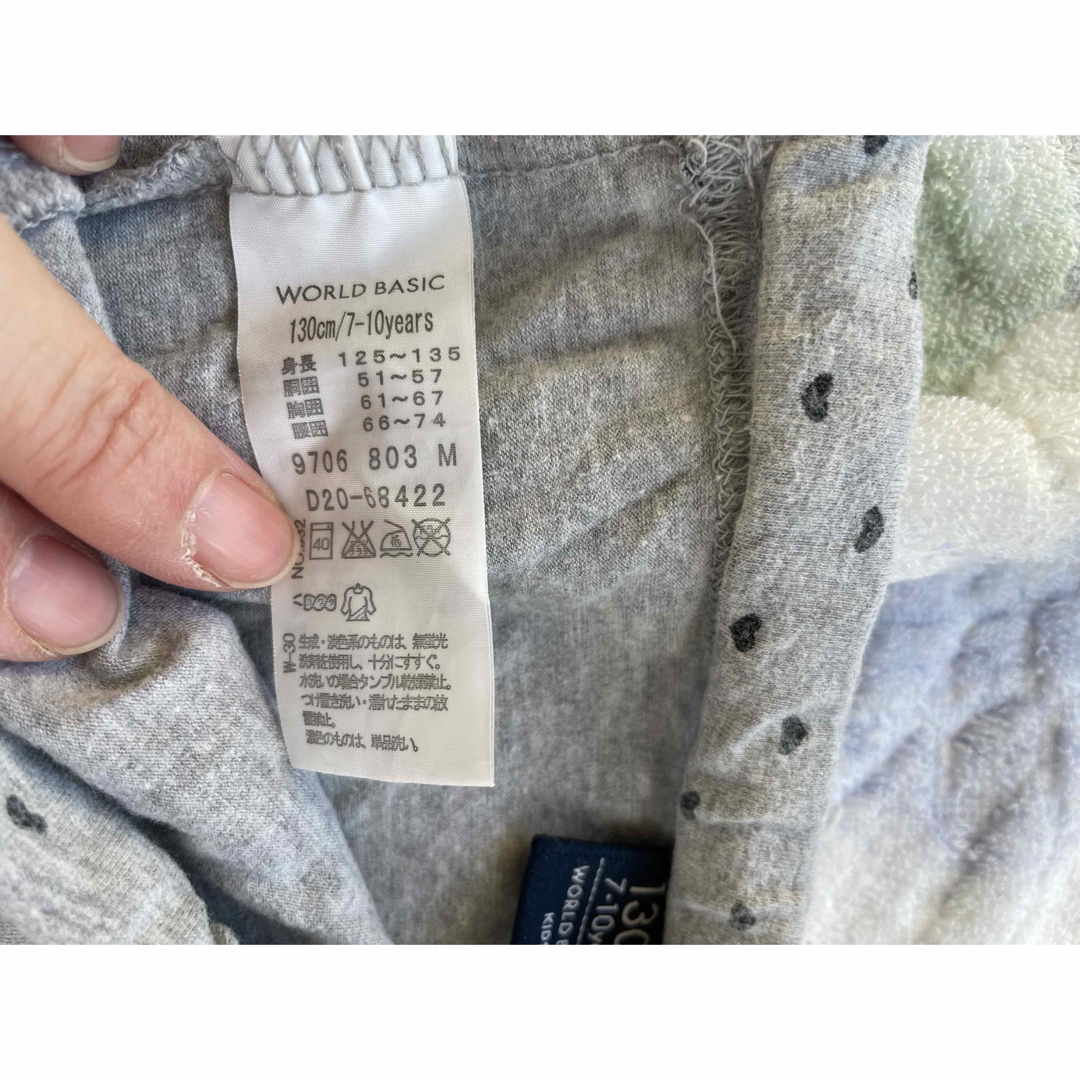 WORLD BASIC
130cm/7-10years
身長 125～135
胴囲 51～57
胸囲 61～67
腰囲 66～74
9706 803 M
D20-68422
40
W-30
生成・淡色系のものは、無蛍光
洗剤を使用し、十分にすすぐ。
水洗いの場合タンブル乾燥禁止。
つけ置き洗い・濡れたままの放
置禁止。
濃色のものは、単品洗い。
130
7-10y
WORLD
KID